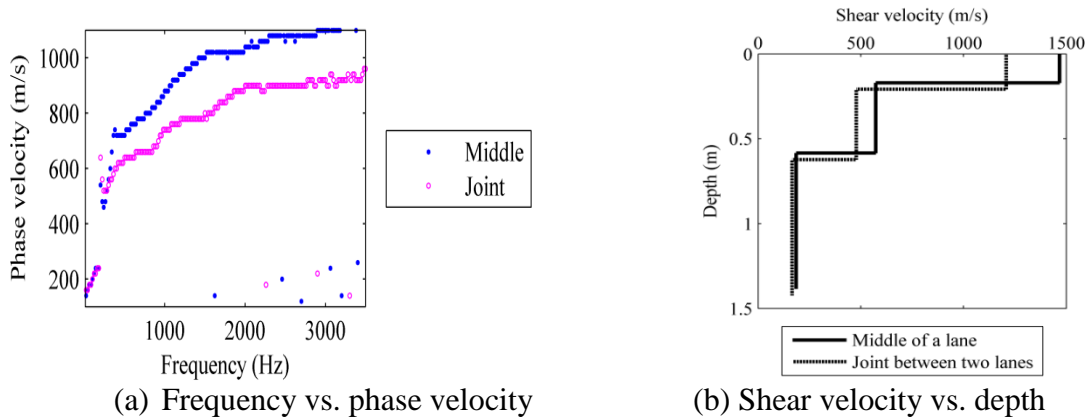 1000
800
600
400
200
Phase velocity (m/s)
1000
2000
3000
Frequency (Hz)
Middle
Joint
(a) Frequency vs. phase velocity
Shear velocity (m/s)
0
500
1000
1500
0
0.5
1
1.5
Depth (m)
Middle of a lane
Joint between two lanes
(b) Shear velocity vs. depth